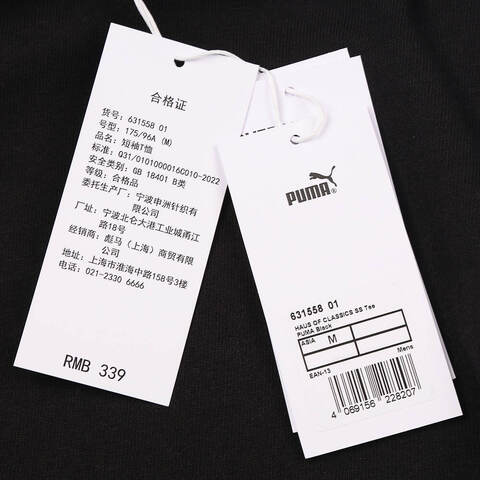 合格证
货号: 631558 01
号型: 175/96A (M)
品名: 短袖T恤
标准: Q31/0101000016Q010-2022
安全类别: GB 18401 B类
等级: 合格品
委托生产厂: 宁波申洲针织有
限公司
厂址: 宁波北仑大港工业城甬江
路18号
经销商: 彪马(上海)商贸有限
公司
地址: 上海市淮海中路158号3楼
电话: 021-2330 6666
RMB 339
PUMA
631558 01
HAUS OF CLASSICS SS Tee
PUMA Black
ASIA M
Mens
EAN-13
4 069156 228207